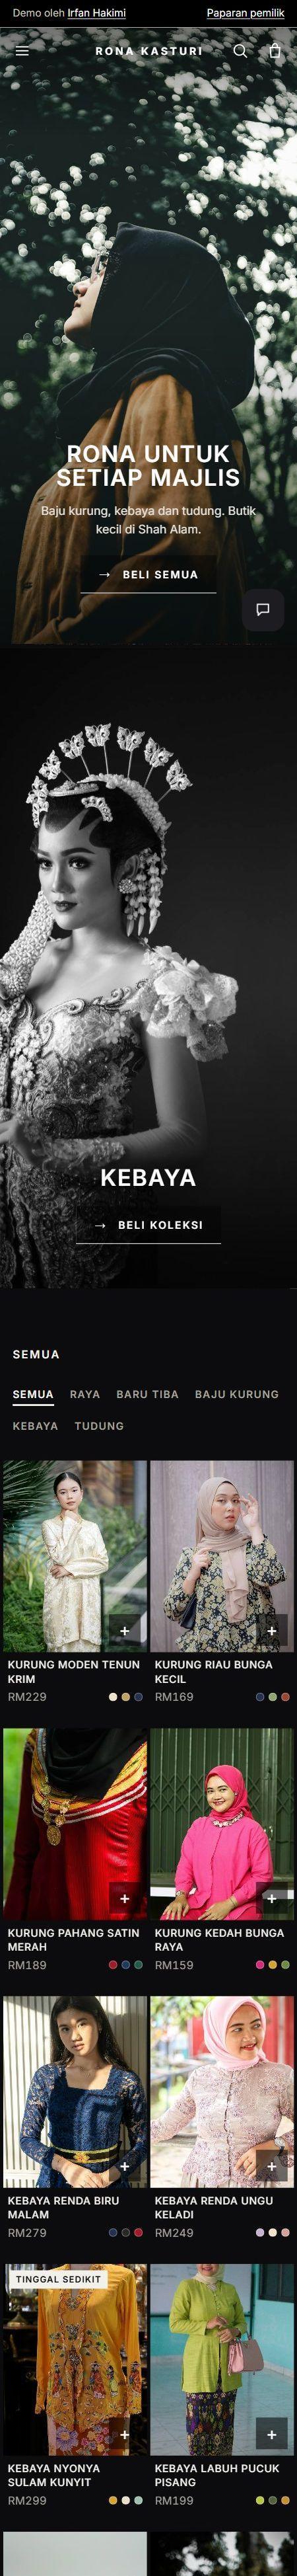 Demo oleh Irfan Hakimi
Paparan pemilik
RONA KASTURI
RONA UNTUK
SETIAP MAJLIS
Baju kurung, kebaya dan tudung. Butik
kecil di Shah Alam.
→ BELI SEMUA
KEBAYA
→ BELI KOLEKSI
SEMUA
SEMUA RAYA BARU TIBA BAJU KURUNG
KEBAYA TUDUNG
KURUNG MODEN TENUN
KRIM
RM229
KURUNG RIAU BUNGA
KECIL
RM169
KURUNG PAHANG SATIN
MERAH
RM189
KURUNG KEDAH BUNGA
RAYA
RM159
KEBAYA RENDA BIRU
MALAM
RM279
KEBAYA RENDA UNGU
KELADI
RM249
TINGGAL SEDIKIT
KEBAYA NYONYA
SULAM KUNYIT
RM299
KEBAYA LABUH PUCUK
PISANG
RM199